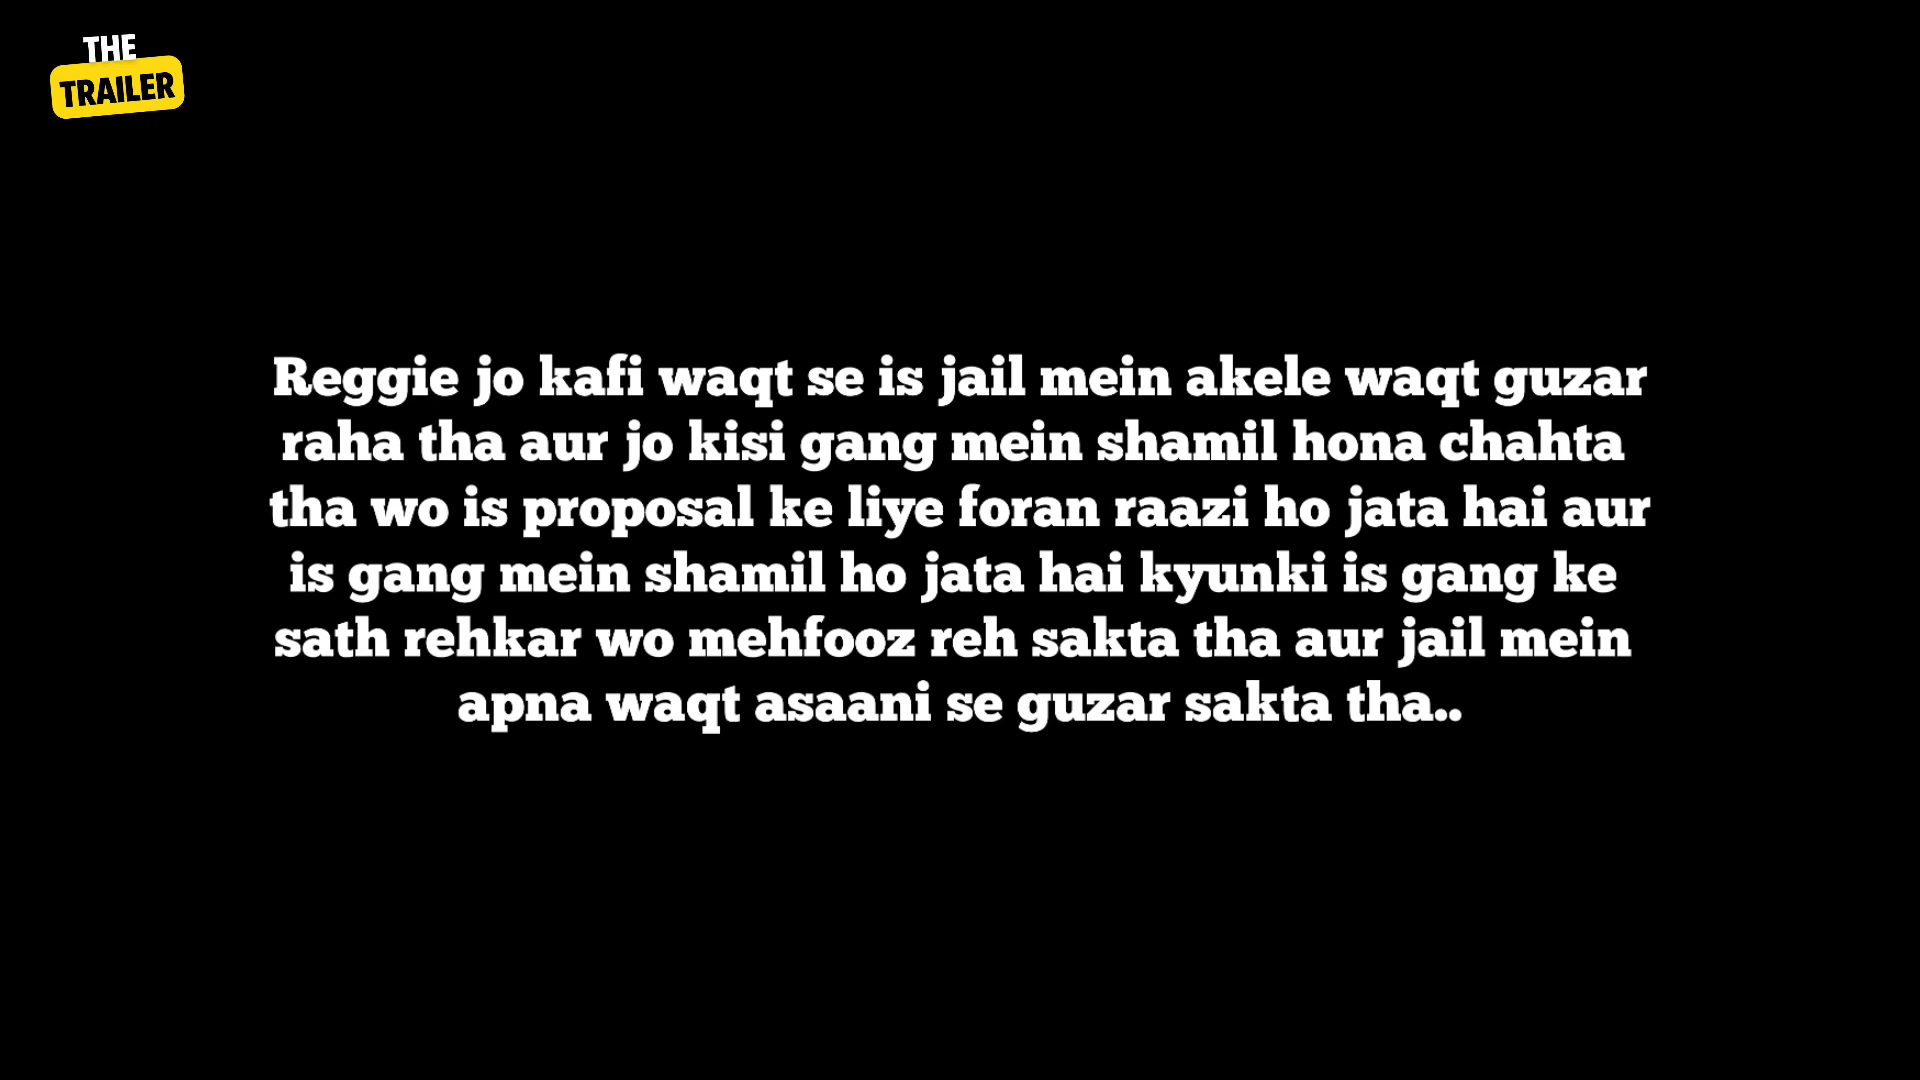 THE
TRAILER
Reggie jo kafi waqt se is jail mein akele waqt guzar
raha tha aur jo kisi gang mein shamil hona chahta
tha wo is proposal ke liye foran raazi ho jata hai aur
is gang mein shamil ho jata hai kyunki is gang ke
sath rehkar wo mehfooz reh sakta tha aur jail mein
apna waqt asaani se guzar sakta tha..